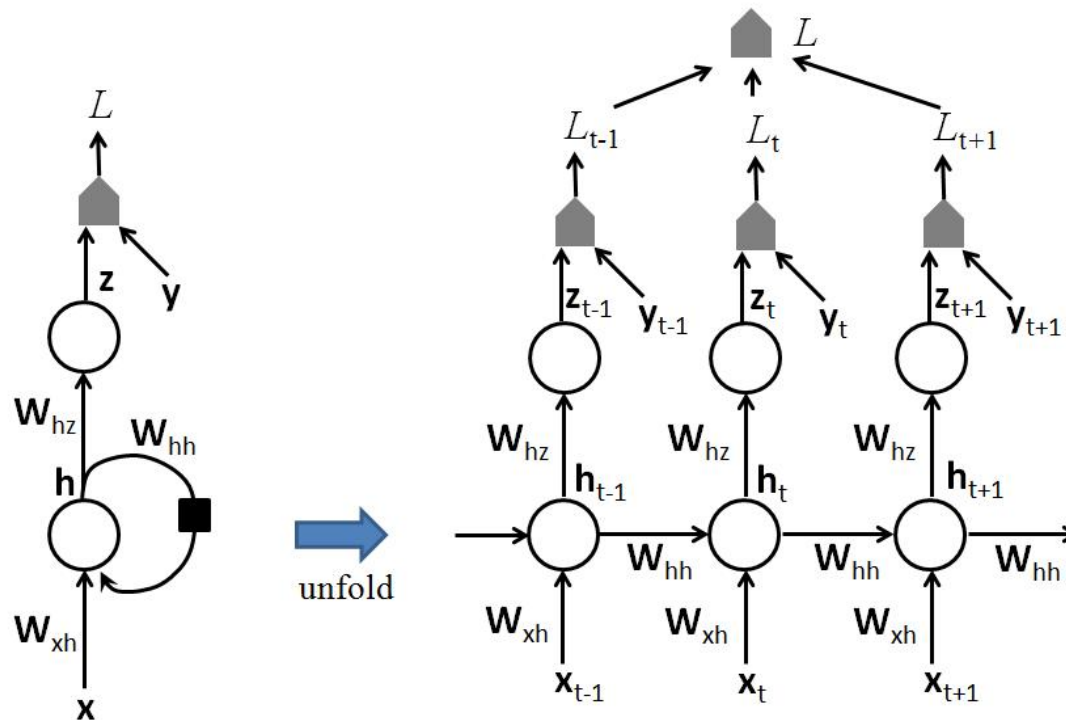 L
z
y
W_hz
W_hh
h
W_xh
x
unfold
L
L_t-1 L_t L_t+1
z_t-1 z_t z_t+1
y_t-1 y_t y_t+1
W_hz W_hz W_hz
h_t-1 h_t h_t+1
W_hh W_hh W_hh
W_xh W_xh W_xh
x_t-1 x_t x_t+1